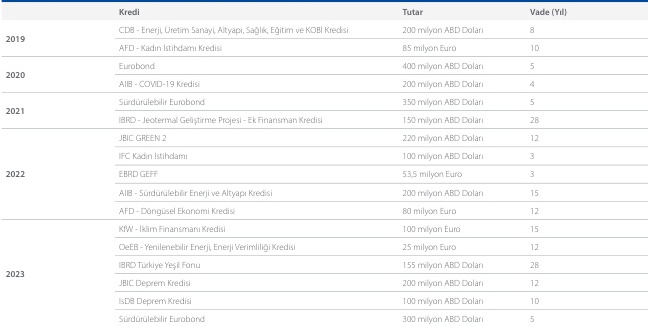 Kredi Tutar Vade (Yıl)
2019
CDB - Enerji, Üretim Sanayi, Altyapı, Sağlık, Eğitim ve KOBİ Kredisi 200 milyon ABD Doları 8
AFD - Kadın İstihdamı Kredisi 85 milyon Euro 10
2020
Eurobond 400 milyon ABD Doları 5
AIIB - COVID-19 Kredisi 200 milyon ABD Doları 4
2021
Sürdürülebilir Eurobond 350 milyon ABD Doları 5
IBRD - Jeotermal Geliştirme Projesi - Ek Finansman Kredisi 150 milyon ABD Doları 28
2022
JBIC GREEN 2 220 milyon ABD Doları 12
IFC Kadın İstihdamı 100 milyon ABD Doları 3
EBRD GEFF 53,5 milyon Euro 3
AIIB - Sürdürülebilir Enerji ve Altyapı Kredisi 200 milyon ABD Doları 15
AFD - Döngüsel Ekonomi Kredisi 80 milyon Euro 12
2023
KfW - İklim Finansmanı Kredisi 100 milyon Euro 15
OeEB - Yenilenebilir Enerji, Enerji Verimliliği Kredisi 25 milyon Euro 12
IBRD Türkiye Yeşil Fonu 155 milyon ABD Doları 28
JBIC Deprem Kredisi 200 milyon ABD Doları 12
IsDB Deprem Kredisi 100 milyon ABD Doları 10
Sürdürülebilir Eurobond 300 milyon ABD Doları 5